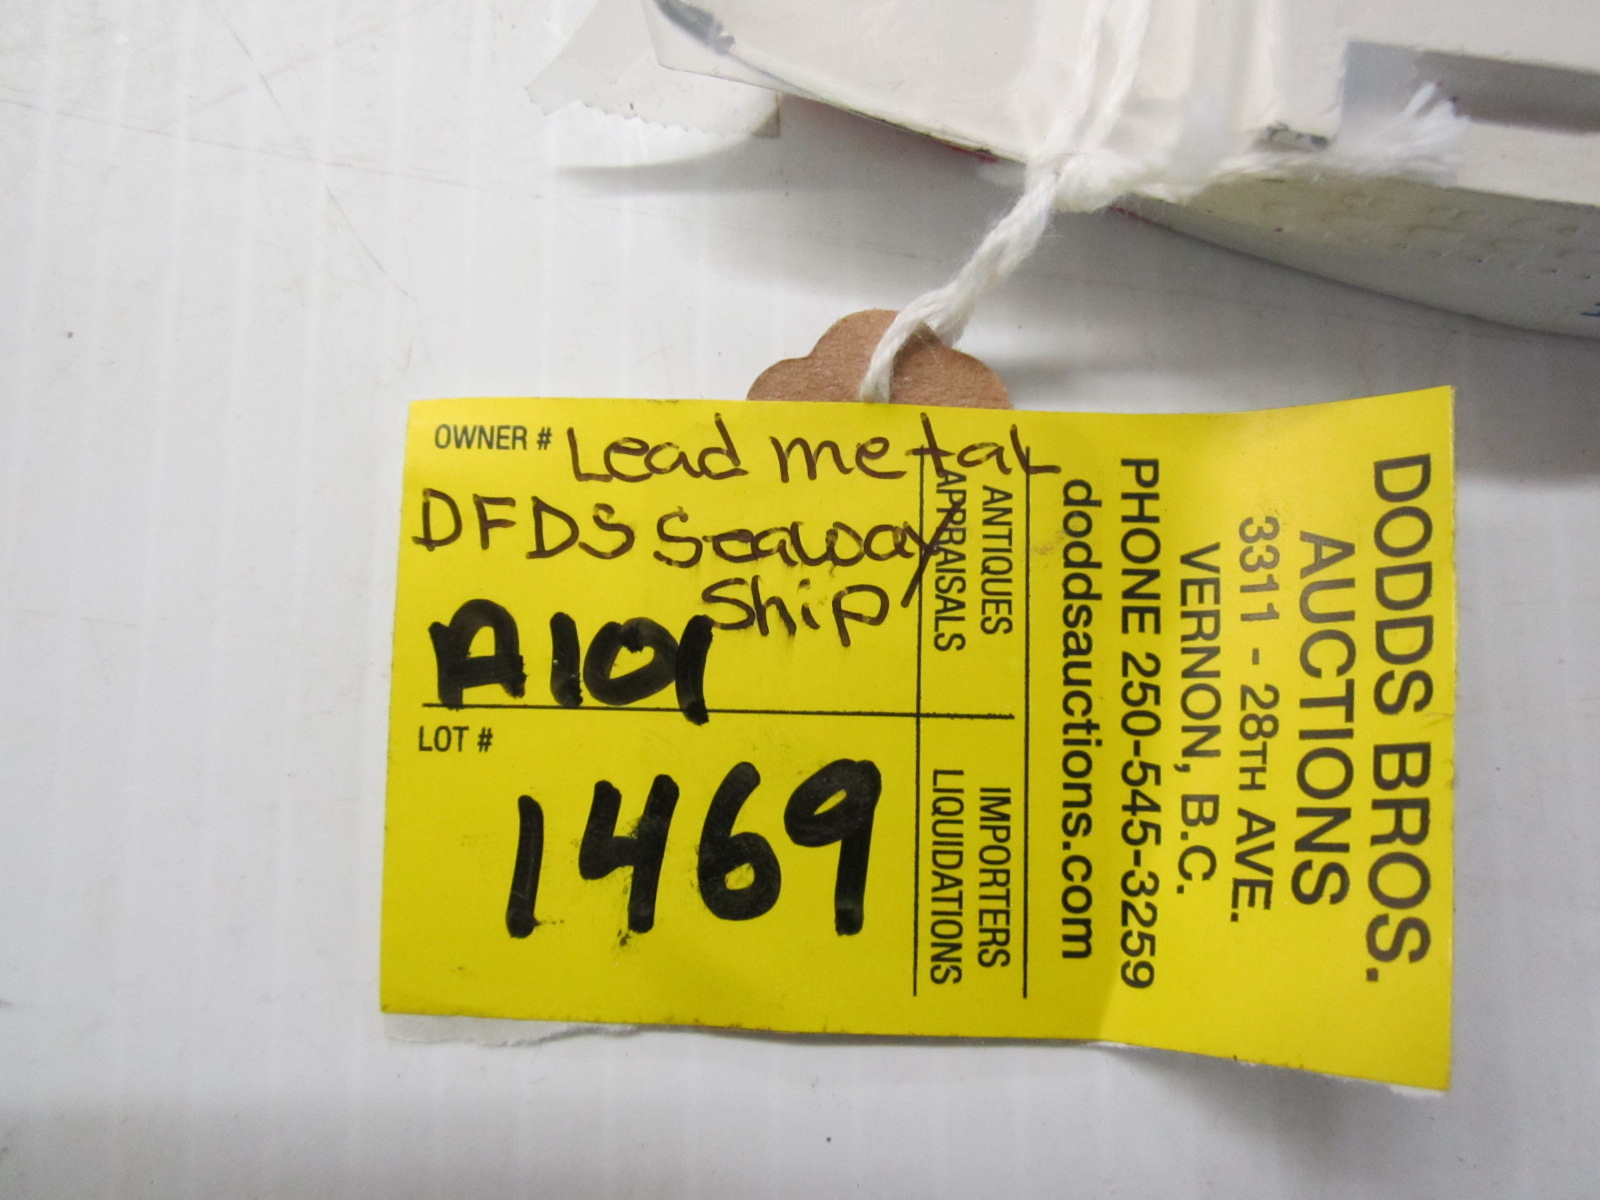 OWNER # Lead metal
DFDS Seaway
Ship
A101
LOT #
1469
ANTIQUES
APPRAISALS
IMPORTERS
LIQUIDATIONS
DODDS BROS.
AUCTIONS
3311 - 28TH AVE.
VERNON, B.C.
PHONE 250-545-3259
doddsauctions.com